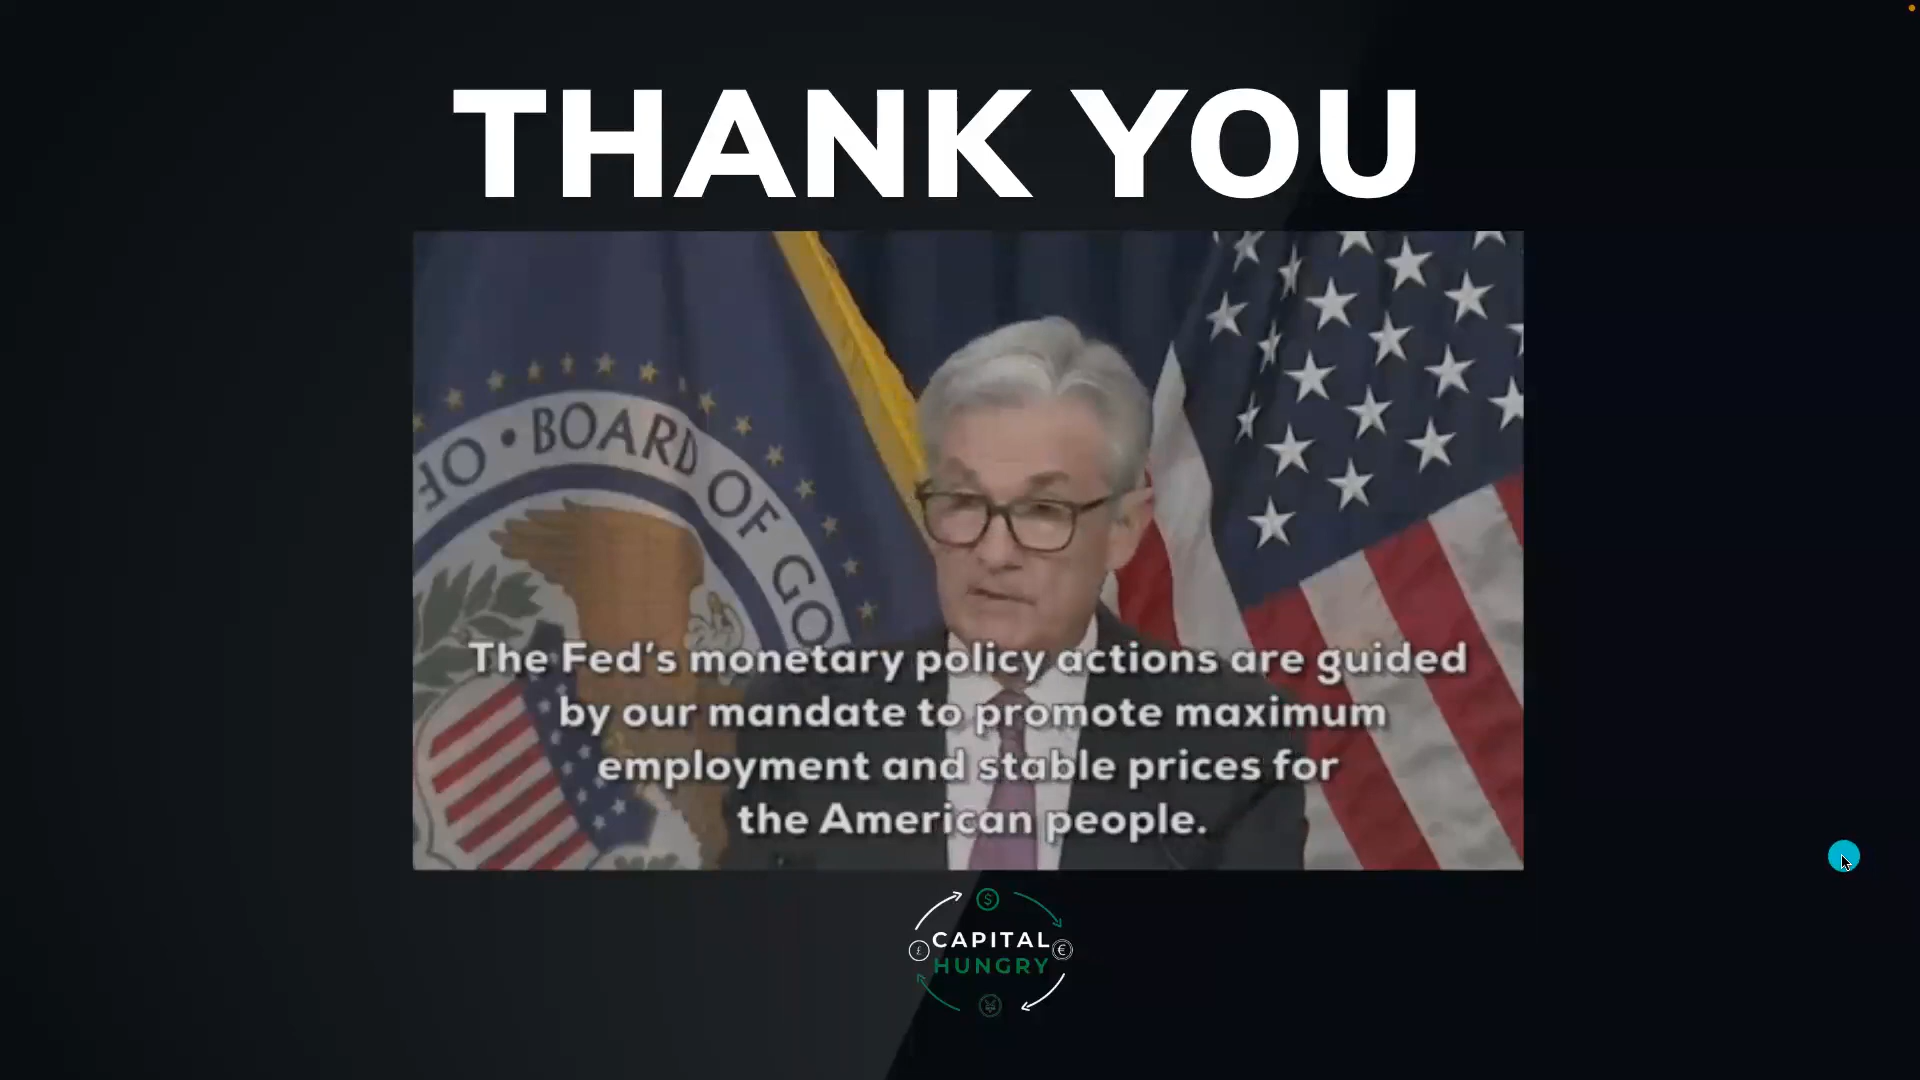 THANK YOU
OF • BOARD OF GO
The Fed's monetary policy actions are guided
by our mandate to promote maximum
employment and stable prices for
the American people.
$
£ CAPITAL €
HUNGRY
¥